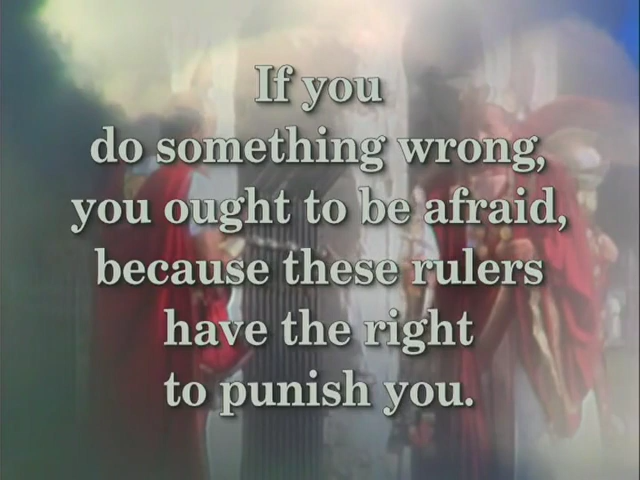 If you
do something wrong,
you ought to be afraid,
because these rulers
have the right
to punish you.